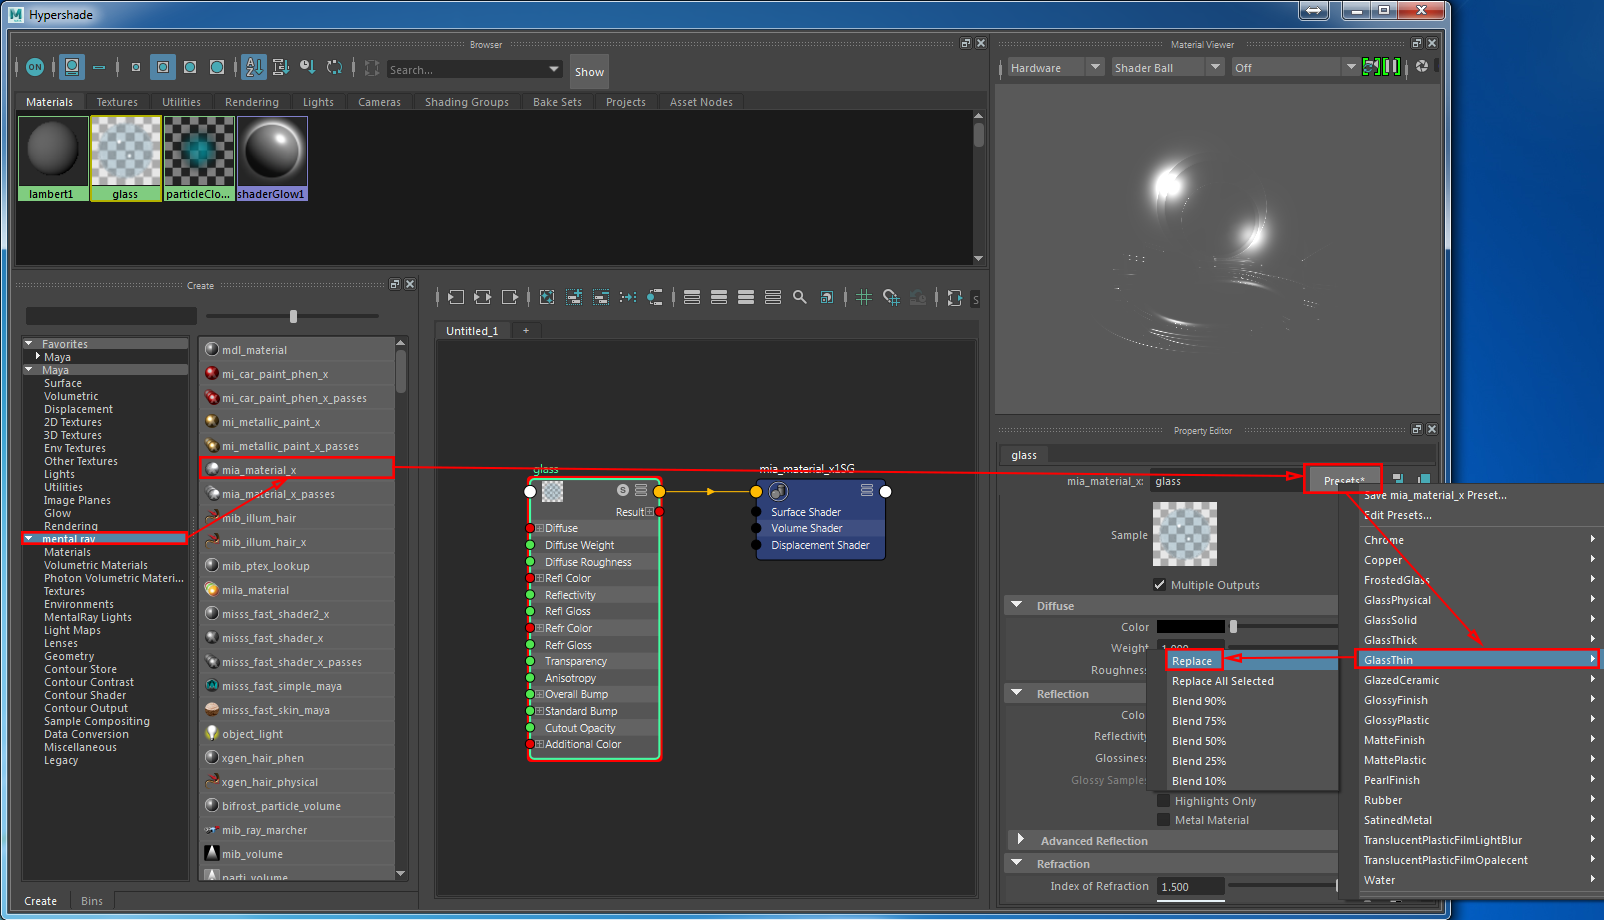 Hypershade
Browser
ON
Search...
Show
Materials Textures Utilities Rendering Lights Cameras Shading Groups Bake Sets Projects Asset Nodes
lambert1
glass
particleClo...
shaderGlow1
Material Viewer
Hardware
Shader Ball
Off
Create
Favorites
Maya
Maya
Surface
Volumetric
Displacement
2D Textures
3D Textures
Env Textures
Other Textures
Lights
Utilities
Image Planes
Glow
Rendering
mental ray
Materials
Volumetric Materials
Photon Volumetric Materi...
Textures
Environments
MentalRay Lights
Light Maps
Lenses
Geometry
Contour Store
Contour Contrast
Contour Shader
Contour Output
Sample Compositing
Data Conversion
Miscellaneous
Legacy
mdl_material
mi_car_paint_phen_x
mi_car_paint_phen_x_passes
mi_metallic_paint_x
mi_metallic_paint_x_passes
mia_material_x
mia_material_x_passes
mib_illum_hair
mib_illum_hair_x
mib_ptex_lookup
mila_material
misss_fast_shader2_x
misss_fast_shader_x
misss_fast_shader_x_passes
misss_fast_simple_maya
misss_fast_skin_maya
object_light
xgen_hair_phen
xgen_hair_physical
bifrost_particle_volume
mib_ray_marcher
mib_volume
parti_volume
Create Bins
Untitled_1 +
glass
Result
Diffuse
Diffuse Weight
Diffuse Roughness
Refl Color
Reflectivity
Refl Gloss
Refr Color
Refr Gloss
Transparency
Anisotropy
Overall Bump
Standard Bump
Cutout Opacity
Additional Color
mia_material_x1SG
Surface Shader
Volume Shader
Displacement Shader
Property Editor
glass
mia_material_x: glass
Presets*
Sample
Multiple Outputs
Diffuse
Color
Weight 1.000
Roughness
Reflection
Color
Reflectivity
Glossiness
Glossy Samples
Highlights Only
Metal Material
Advanced Reflection
Refraction
Index of Refraction 1.500
Replace
Replace All Selected
Blend 90%
Blend 75%
Blend 50%
Blend 25%
Blend 10%
Save mia_material_x Preset...
Edit Presets...
Chrome
Copper
FrostedGlass
GlassPhysical
GlassSolid
GlassThick
GlassThin
GlazedCeramic
GlossyFinish
GlossyPlastic
MatteFinish
MattePlastic
PearlFinish
Rubber
SatinedMetal
TranslucentPlasticFilmLightBlur
TranslucentPlasticFilmOpalecent
Water